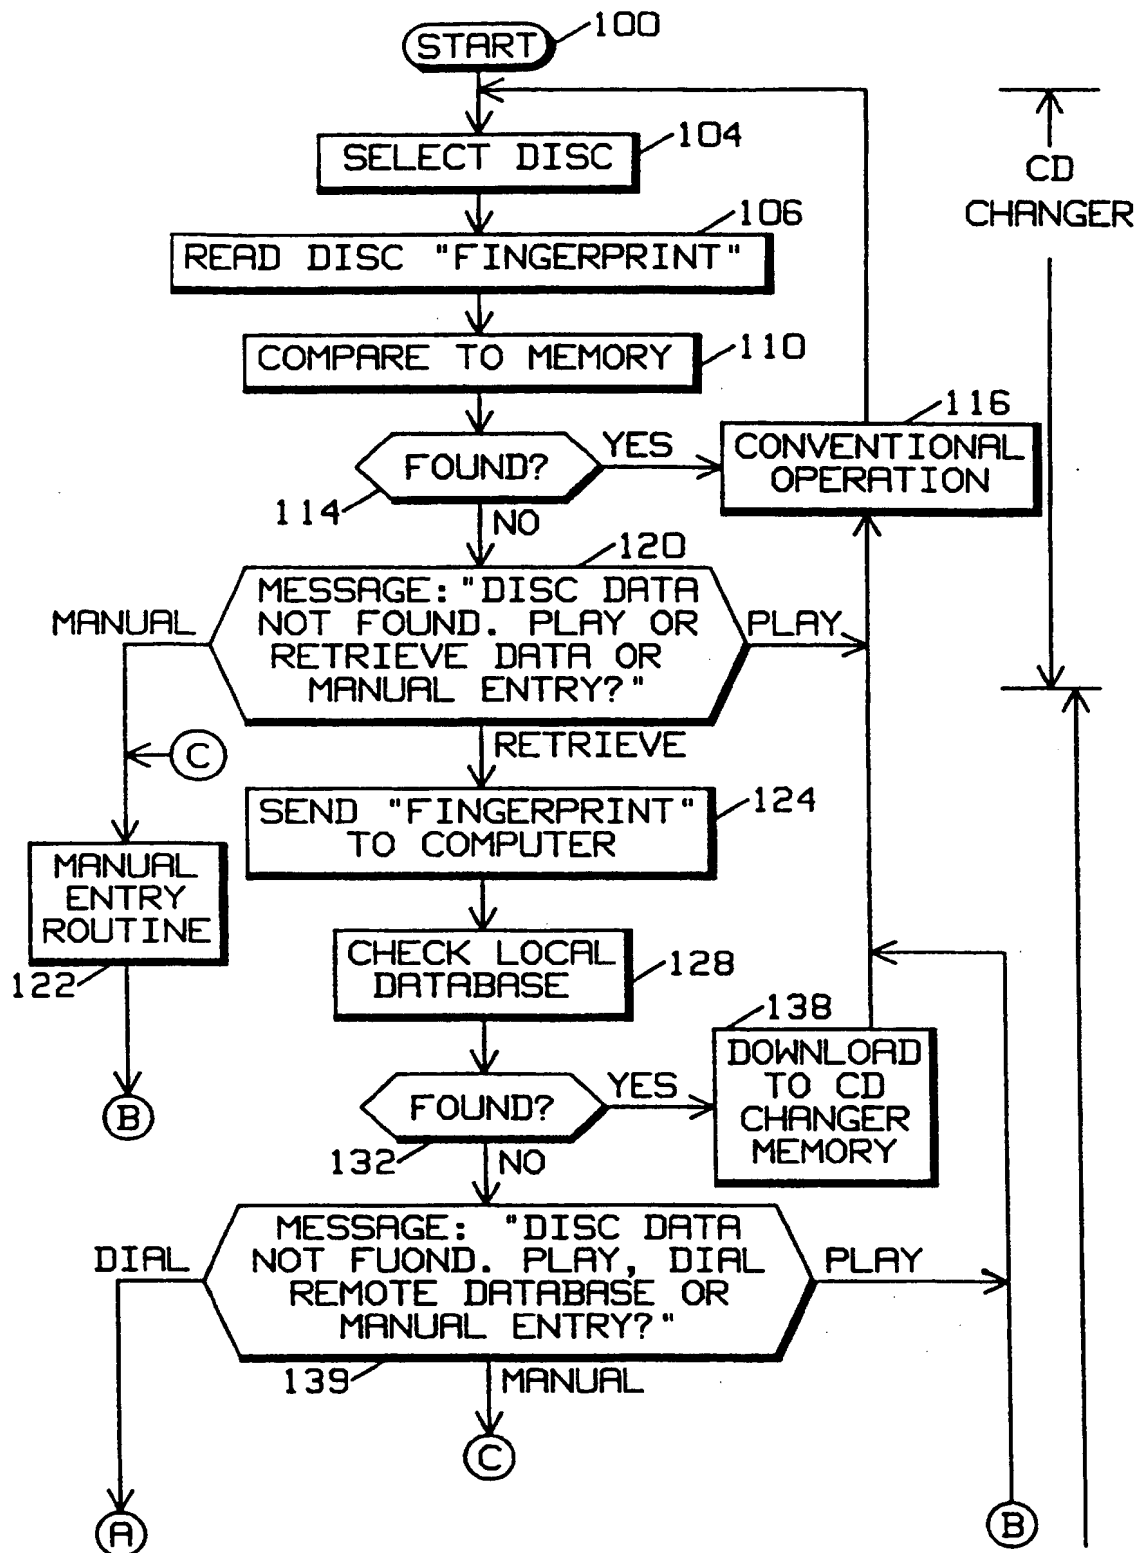 START
100
SELECT DISC
104
CD
CHANGER
READ DISC "FINGERPRINT"
106
COMPARE TO MEMORY
110
FOUND?
114
YES
NO
CONVENTIONAL
OPERATION
116
120
MESSAGE: "DISC DATA
NOT FOUND. PLAY OR
RETRIEVE DATA OR
MANUAL ENTRY?"
MANUAL
PLAY
RETRIEVE
C
SEND "FINGERPRINT"
TO COMPUTER
124
MANUAL
ENTRY
ROUTINE
122
B
CHECK LOCAL
DATABASE
128
FOUND?
132
YES
NO
138
DOWNLOAD
TO CD
CHANGER
MEMORY
MESSAGE: "DISC DATA
NOT FUOND. PLAY, DIAL
REMOTE DATABASE OR
MANUAL ENTRY?"
DIAL
PLAY
139
MANUAL
C
A
B